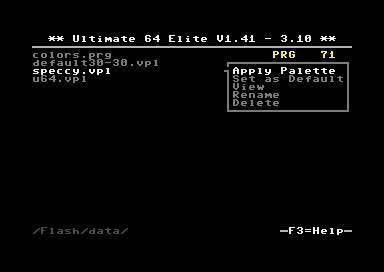 ** Ultimate 64 Elite V1.41 - 3.10 **
colors.prg PRG 71
default30-30.vpl
speccy.vpl Apply Palette
u64.vpl Set as Default
View
Rename
Delete
/Flash/data/ F3=Help